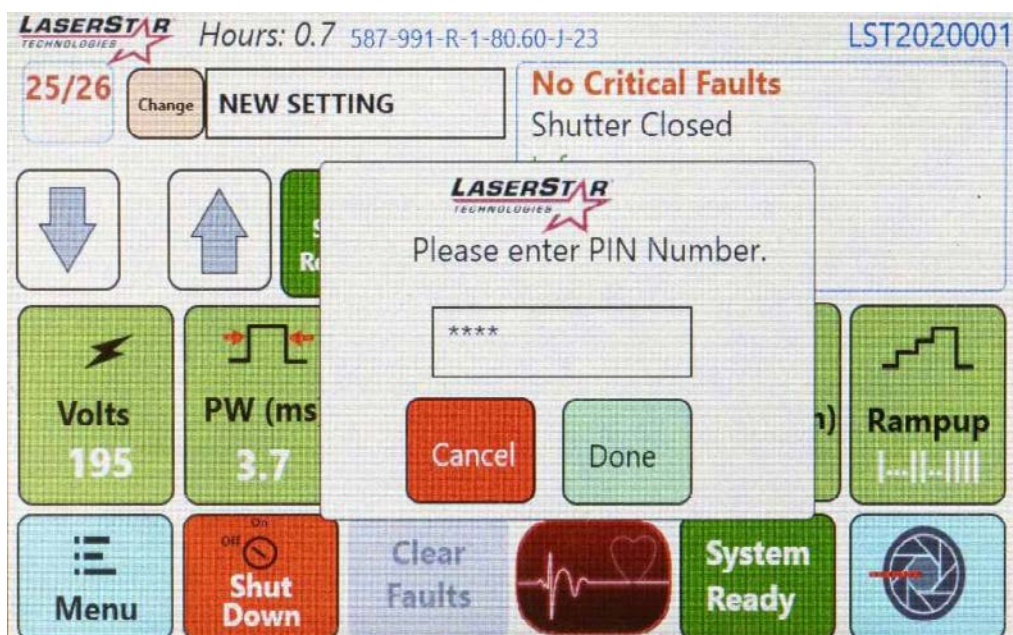 LASERSTAR
TECHNOLOGIES
Hours: 0.7
587-991-R-1-80.60-J-23
LST2020001
25/26
Change
NEW SETTING
No Critical Faults
Shutter Closed
LASERSTAR
TECHNOLOGIES
Please enter PIN Number.
****
Cancel
Done
Volts
195
PW (ms
3.7
Rampup
Menu
On
Off
Shut
Down
Clear
Faults
System
Ready